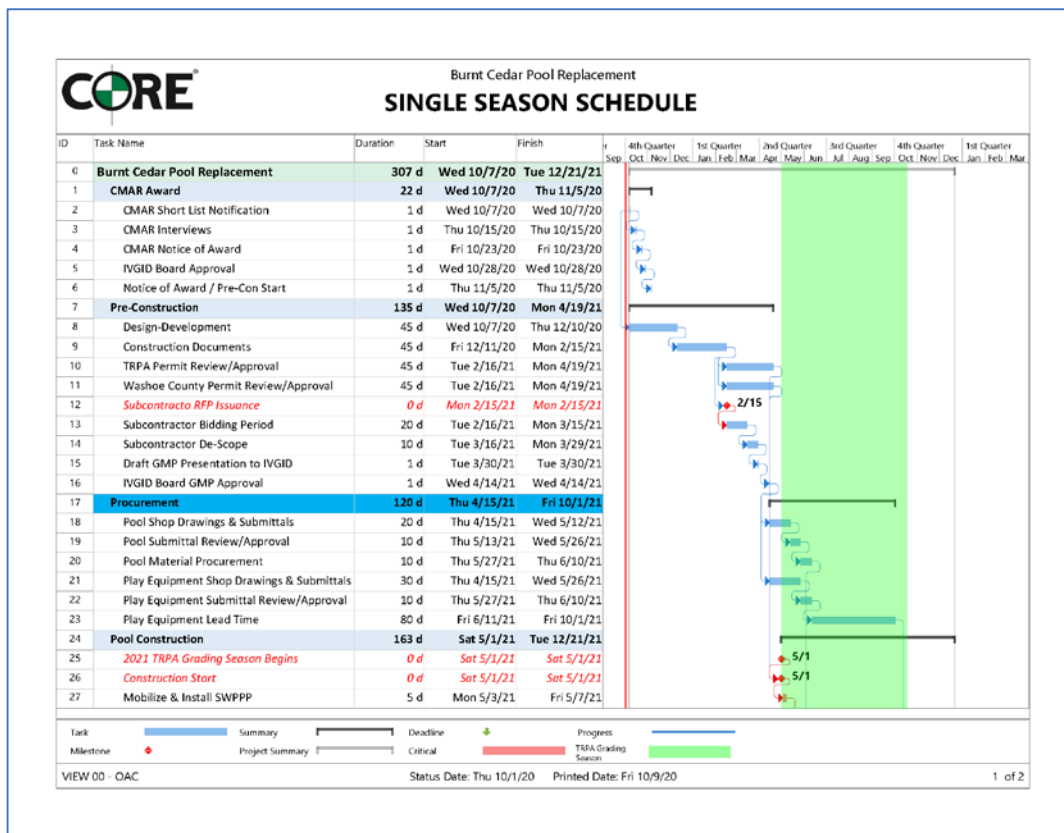 CORE®
Burnt Cedar Pool Replacement
SINGLE SEASON SCHEDULE
ID Task Name Duration Start Finish r 4th Quarter 1st Quarter 2nd Quarter 3rd Quarter 4th Quarter 1st Quarter
Sep Oct Nov Dec Jan Feb Mar Apr May Jun Jul Aug Sep Oct Nov Dec Jan Feb Mar
0 Burnt Cedar Pool Replacement 307 d Wed 10/7/20 Tue 12/21/21
1 CMAR Award 22 d Wed 10/7/20 Thu 11/5/20
2 CMAR Short List Notification 1 d Wed 10/7/20 Wed 10/7/20
3 CMAR Interviews 1 d Thu 10/15/20 Thu 10/15/20
4 CMAR Notice of Award 1 d Fri 10/23/20 Fri 10/23/20
5 IVGID Board Approval 1 d Wed 10/28/20 Wed 10/28/20
6 Notice of Award / Pre-Con Start 1 d Thu 11/5/20 Thu 11/5/20
7 Pre-Construction 135 d Wed 10/7/20 Mon 4/19/21
8 Design-Development 45 d Wed 10/7/20 Thu 12/10/20
9 Construction Documents 45 d Fri 12/11/20 Mon 2/15/21
10 TRPA Permit Review/Approval 45 d Tue 2/16/21 Mon 4/19/21
11 Washoe County Permit Review/Approval 45 d Tue 2/16/21 Mon 4/19/21
12 Subcontracto RFP Issuance 0 d Mon 2/15/21 Mon 2/15/21 2/15
13 Subcontractor Bidding Period 20 d Tue 2/16/21 Mon 3/15/21
14 Subcontractor De-Scope 10 d Tue 3/16/21 Mon 3/29/21
15 Draft GMP Presentation to IVGID 1 d Tue 3/30/21 Tue 3/30/21
16 IVGID Board GMP Approval 1 d Wed 4/14/21 Wed 4/14/21
17 Procurement 120 d Thu 4/15/21 Fri 10/1/21
18 Pool Shop Drawings & Submittals 20 d Thu 4/15/21 Wed 5/12/21
19 Pool Submittal Review/Approval 10 d Thu 5/13/21 Wed 5/26/21
20 Pool Material Procurement 10 d Thu 5/27/21 Thu 6/10/21
21 Play Equipment Shop Drawings & Submittals 30 d Thu 4/15/21 Wed 5/26/21
22 Play Equipment Submittal Review/Approval 10 d Thu 5/27/21 Thu 6/10/21
23 Play Equipment Lead Time 80 d Fri 6/11/21 Fri 10/1/21
24 Pool Construction 163 d Sat 5/1/21 Tue 12/21/21
25 2021 TRPA Grading Season Begins 0 d Sat 5/1/21 Sat 5/1/21 5/1
26 Construction Start 0 d Sat 5/1/21 Sat 5/1/21 5/1
27 Mobilize & Install SWPPP 5 d Mon 5/3/21 Fri 5/7/21
Task Summary Deadline Progress
Milestone Project Summary Critical TRPA Grading
Season
VIEW 00 - OAC Status Date: Thu 10/1/20 Printed Date: Fri 10/9/20 1 of 2